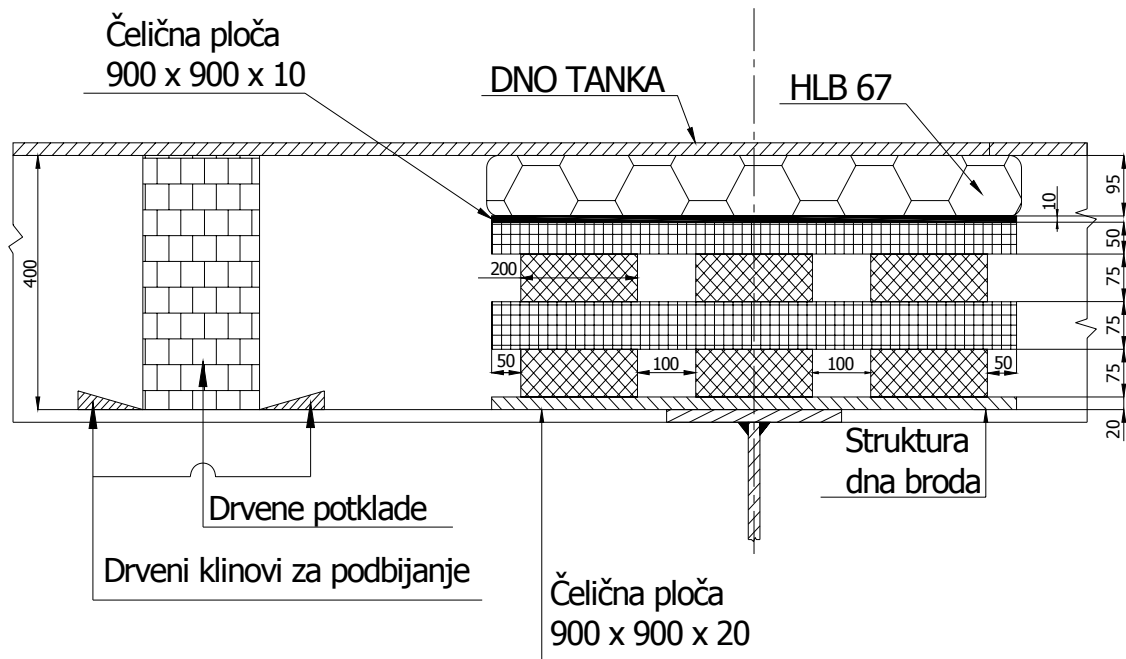 Čelična ploča
900 x 900 x 10
DNO TANKA
HLB 67
95
10
50
400
200
75
75
50
100
100
50
75
20
Struktura
dna broda
Drvene potklade
Drveni klinovi za podbijanje
Čelična ploča
900 x 900 x 20